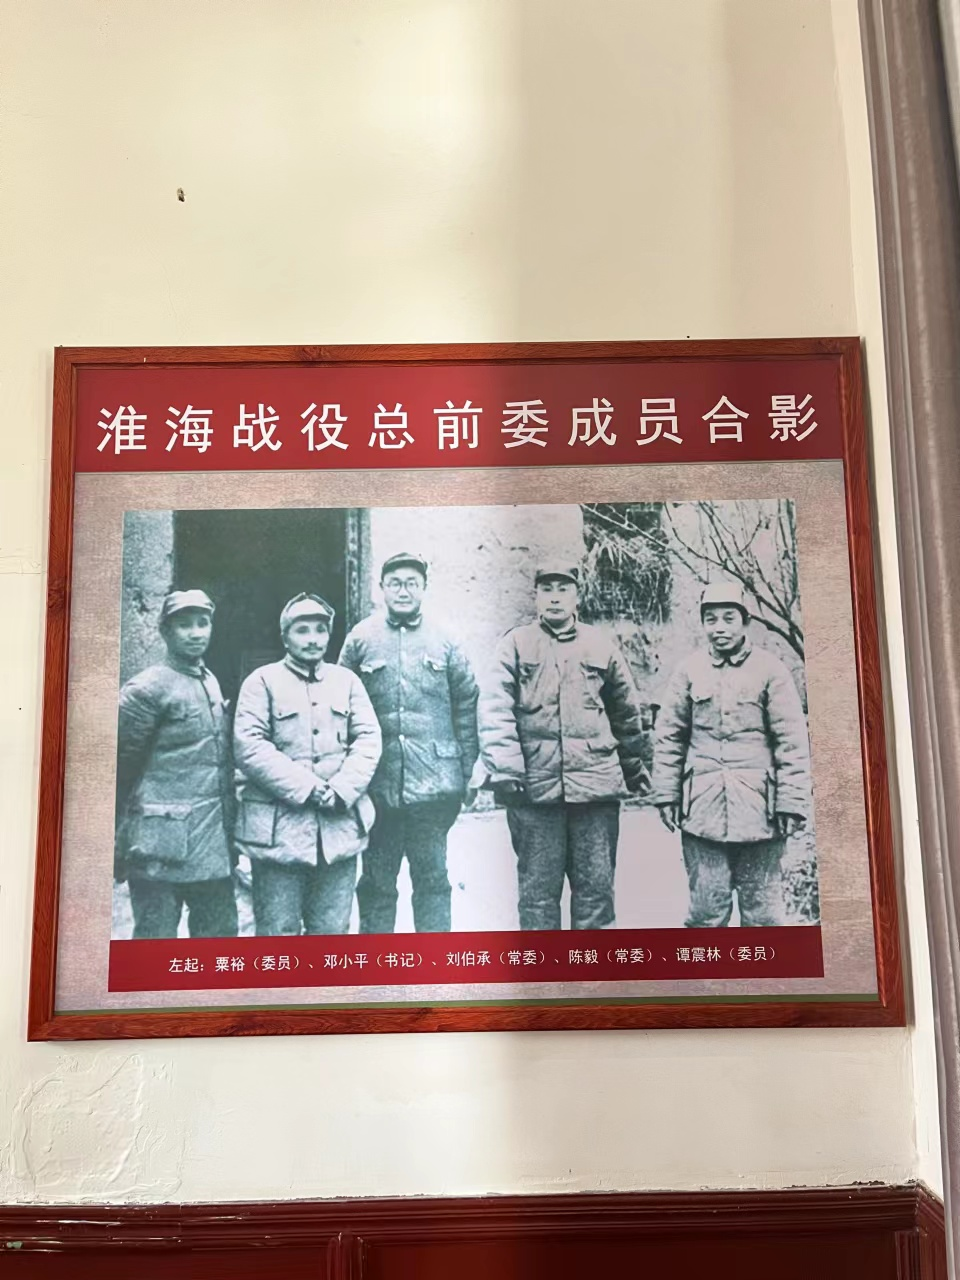 淮海战役总前委成员合影
左起：粟裕（委员）、邓小平（书记）、刘伯承（常委）、陈毅（常委）、谭震林（委员）